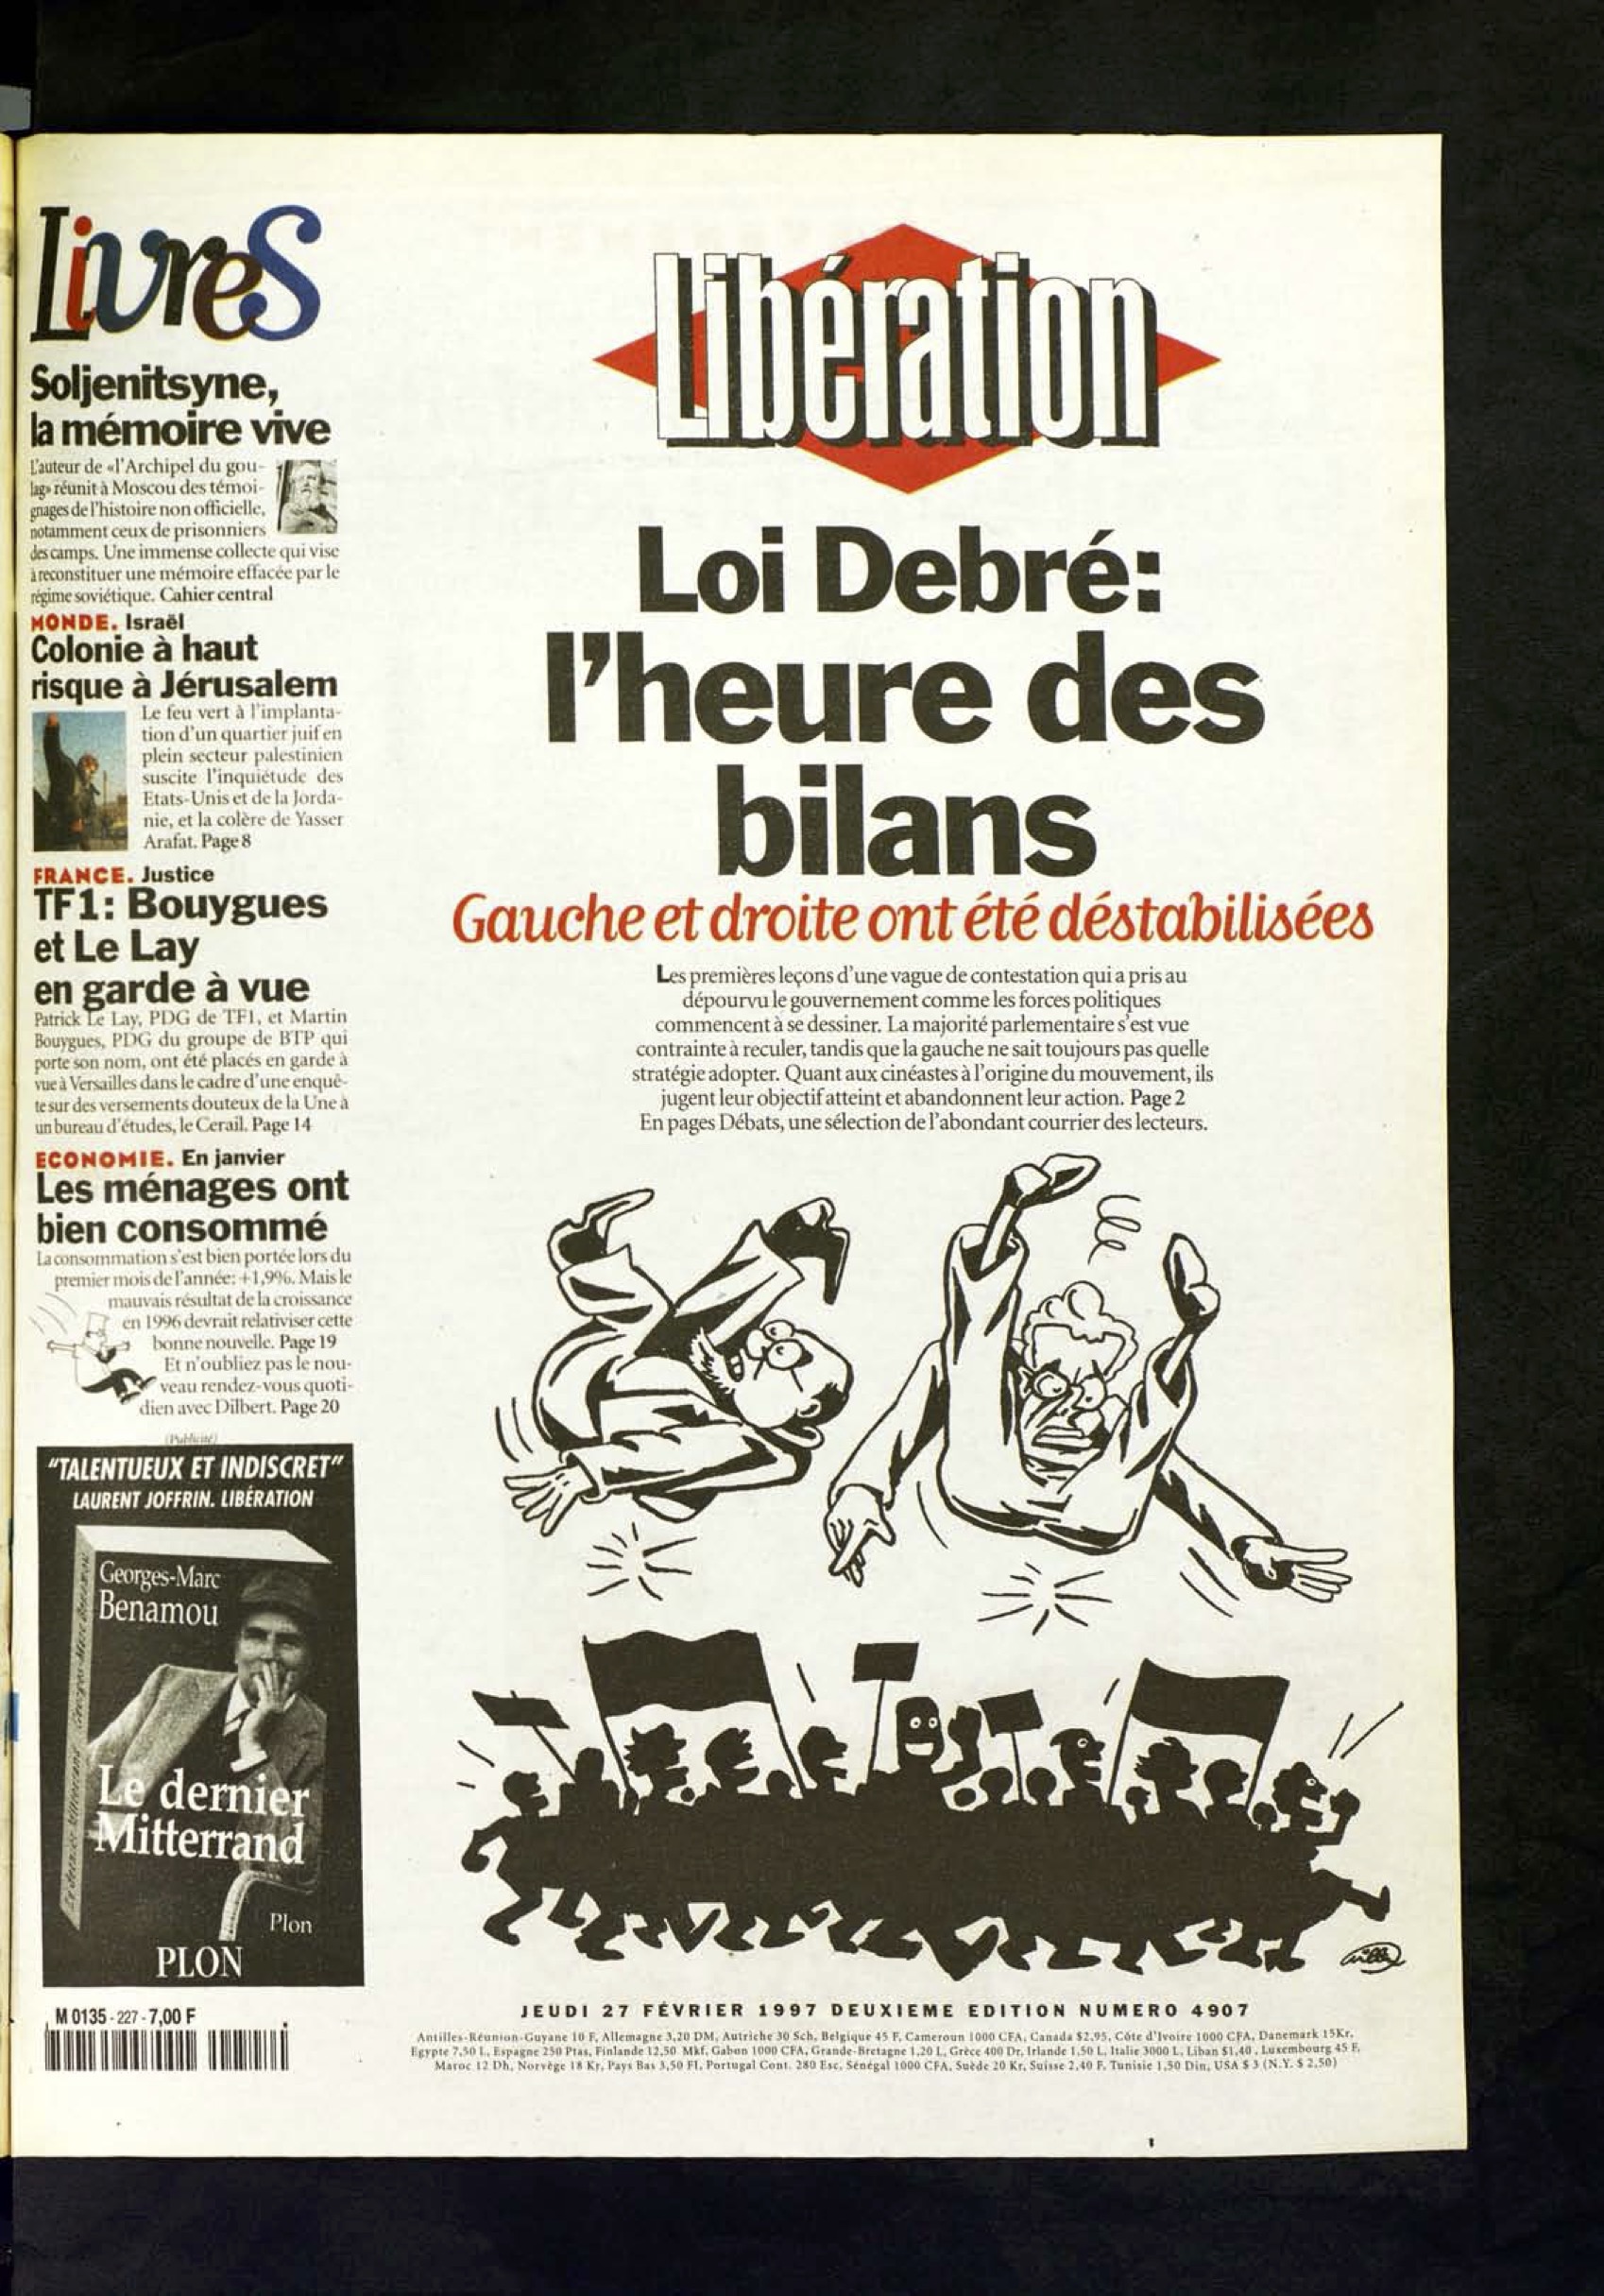 LivreS
Soljenitsyne,
la mémoire vive
L'auteur de «l'Archipel du gou-
lag» réunit à Moscou des témoi-
gnages de l'histoire non officielle,
notamment ceux de prisonniers
des camps. Une immense collecte qui vise
à reconstituer une mémoire effacée par le
régime soviétique. Cahier central
MONDE. Israël
Colonie à haut
risque à Jérusalem
Le feu vert à l'implanta-
tion d'un quartier juif en
plein secteur palestinien
suscite l'inquiétude des
Etats-Unis et de la Jorda-
nie, et la colère de Yasser
Arafat. Page 8
FRANCE. Justice
TF1: Bouygues
et Le Lay
en garde à vue
Patrick Le Lay, PDG de TF1, et Martin
Bouygues, PDG du groupe de BTP qui
porte son nom, ont été placés en garde à
vue à Versailles dans le cadre d'une enquê-
te sur des versements douteux de la Une à
un bureau d'études, le Cerail. Page 14
ECONOMIE. En janvier
Les ménages ont
bien consommé
La consommation s'est bien portée lors du
premier mois de l'année: +1,9%. Mais le
mauvais résultat de la croissance
en 1996 devrait relativiser cette
bonne nouvelle. Page 19
Et n'oubliez pas le nou-
veau rendez-vous quoti-
dien avec Dilbert. Page 20
(Publicité)
"TALENTUEUX ET INDISCRET"
LAURENT JOFFRIN. LIBÉRATION
Georges-Marc
Benamou
Le dernier
Mitterrand
Plon
PLON
M 0135 - 227 - 7,00 F
Libération
Loi Debré:
l'heure des
bilans
Gauche et droite ont été déstabilisées
Les premières leçons d'une vague de contestation qui a pris au
dépourvu le gouvernement comme les forces politiques
commencent à se dessiner. La majorité parlementaire s'est vue
contrainte à reculer, tandis que la gauche ne sait toujours pas quelle
stratégie adopter. Quant aux cinéastes à l'origine du mouvement, ils
jugent leur objectif atteint et abandonnent leur action. Page 2
En pages Débats, une sélection de l'abondant courrier des lecteurs.
willem
JEUDI 27 FÉVRIER 1997 DEUXIEME EDITION NUMERO 4907
Antilles-Réunion-Guyane 10 F, Allemagne 3,20 DM, Autriche 30 Sch, Belgique 45 F, Cameroun 1000 CFA, Canada $2,95, Côte d'Ivoire 1000 CFA, Danemark 15Kr,
Egypte 7,50 L, Espagne 250 Ptas, Finlande 12,50 Mkf, Gabon 1000 CFA, Grande-Bretagne 1,20 L, Grèce 400 Dr, Irlande 1,50 L, Italie 3000 L, Liban $1,40, Luxembourg 45 F,
Maroc 12 Dh, Norvège 18 Kr, Pays Bas 3,50 Fl, Portugal Cont. 280 Esc, Sénégal 1000 CFA, Suède 20 Kr, Suisse 2,40 F, Tunisie 1,50 Din, USA $ 3 (N.Y. $ 2,50)